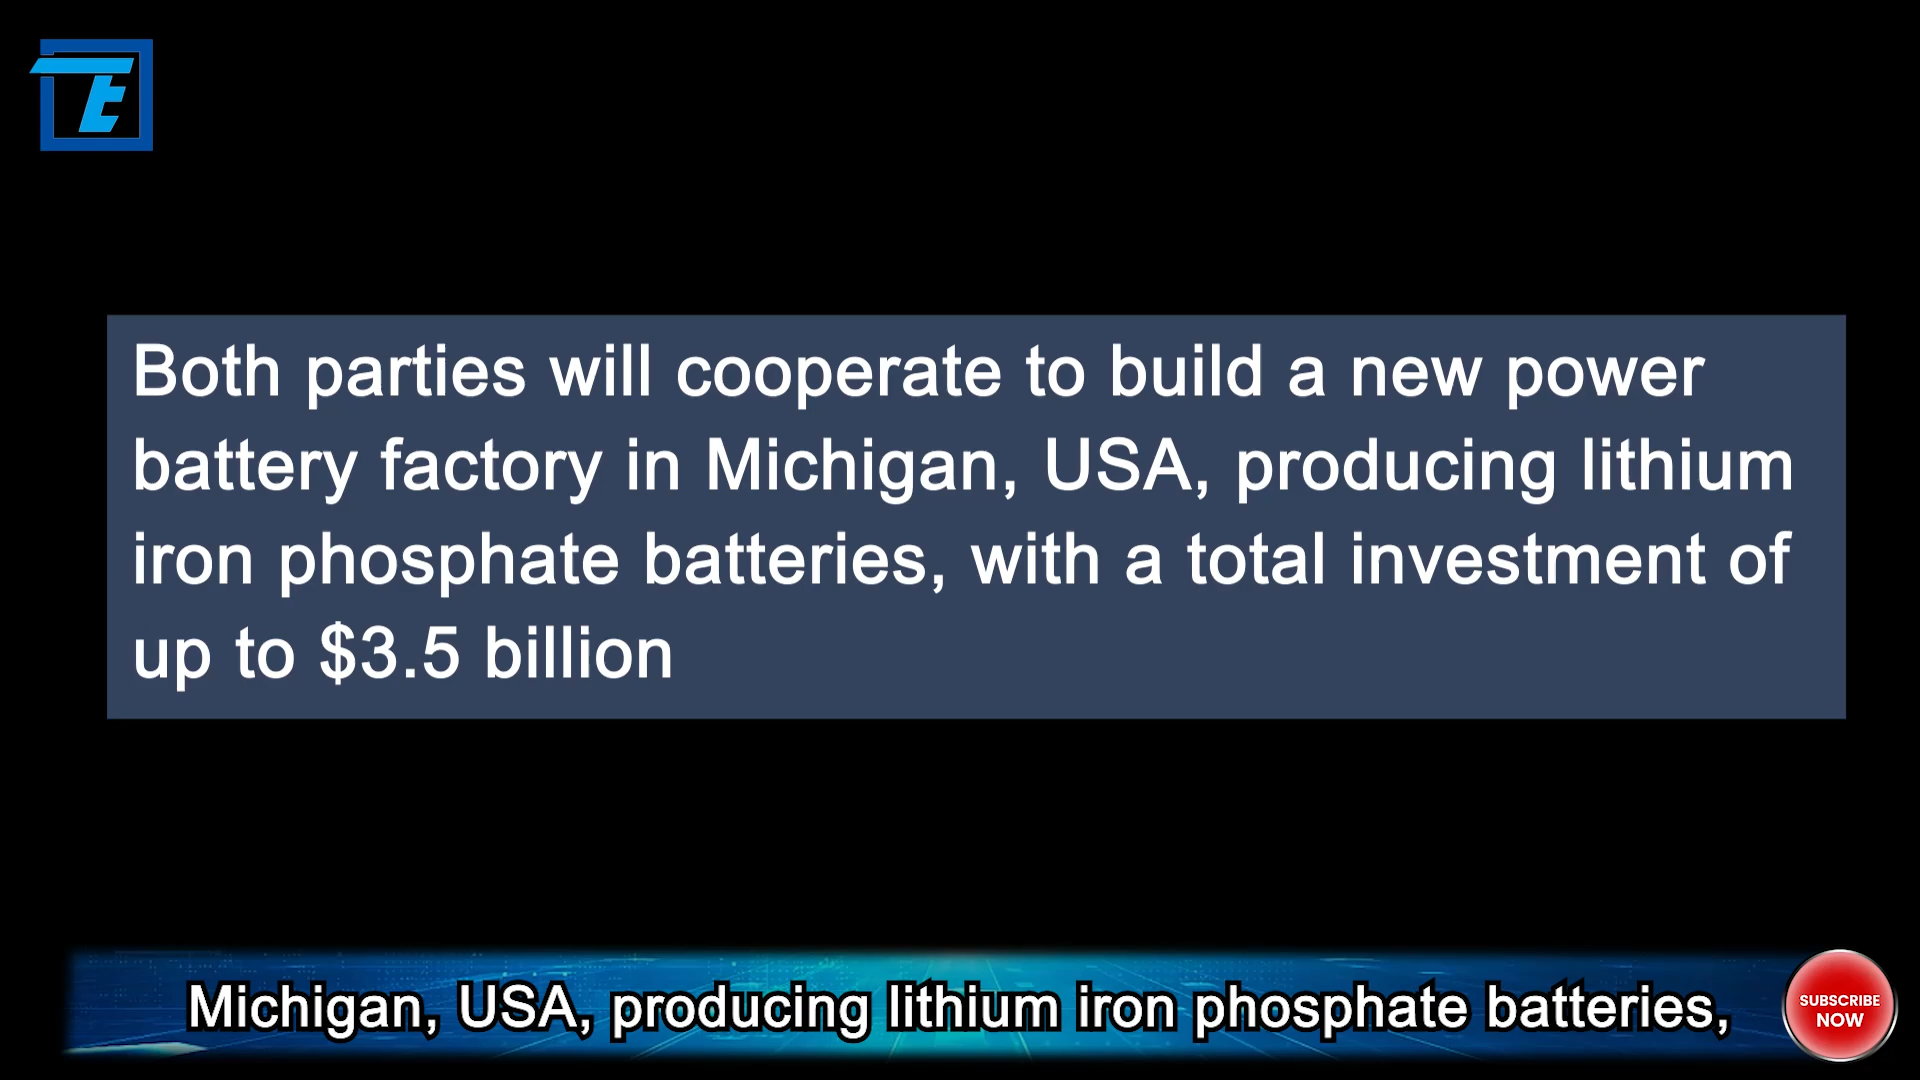 TE
Both parties will cooperate to build a new power
battery factory in Michigan, USA, producing lithium
iron phosphate batteries, with a total investment of
up to $3.5 billion
Michigan, USA, producing lithium iron phosphate batteries,
SUBSCRIBE
NOW